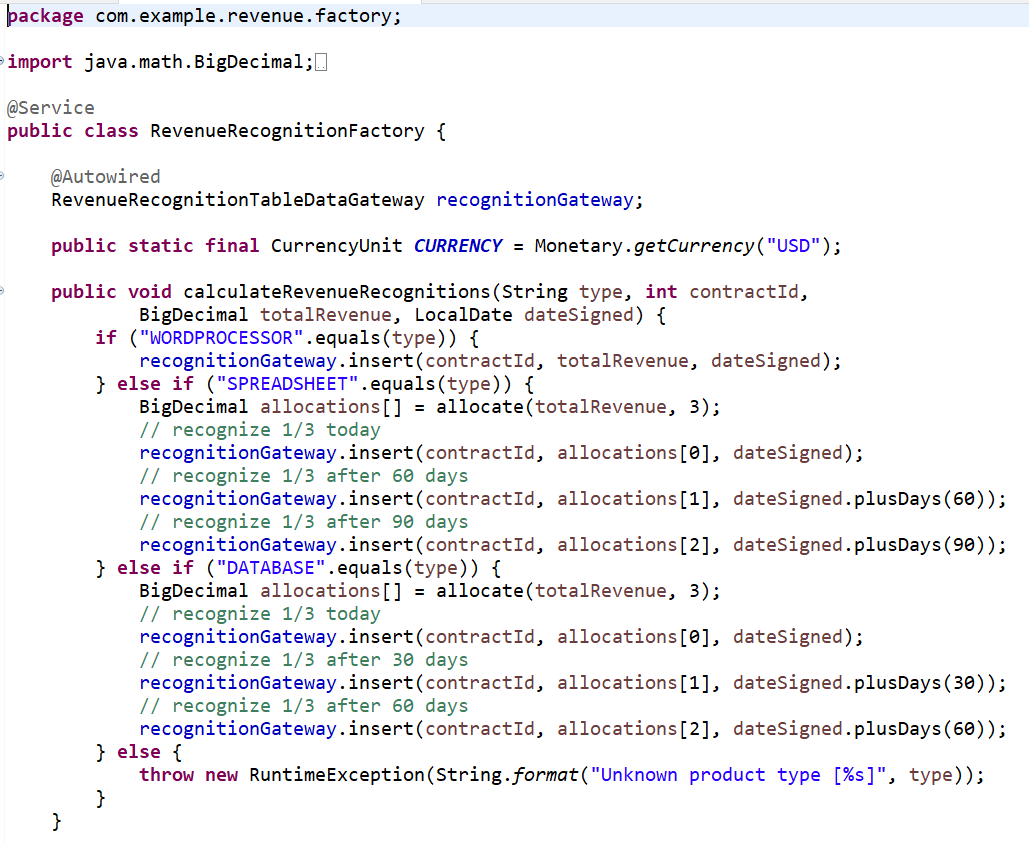 package com.example.revenue.factory;
import java.math.BigDecimal;
@Service
public class RevenueRecognitionFactory {
@Autowired
RevenueRecognitionTableDataGateway recognitionGateway;
public static final CurrencyUnit CURRENCY = Monetary.getCurrency("USD");
public void calculateRevenueRecognitions(String type, int contractId,
BigDecimal totalRevenue, LocalDate dateSigned) {
if ("WORDPROCESSOR".equals(type)) {
recognitionGateway.insert(contractId, totalRevenue, dateSigned);
} else if ("SPREADSHEET".equals(type)) {
BigDecimal allocations[] = allocate(totalRevenue, 3);
// recognize 1/3 today
recognitionGateway.insert(contractId, allocations[0], dateSigned);
// recognize 1/3 after 60 days
recognitionGateway.insert(contractId, allocations[1], dateSigned.plusDays(60));
// recognize 1/3 after 90 days
recognitionGateway.insert(contractId, allocations[2], dateSigned.plusDays(90));
} else if ("DATABASE".equals(type)) {
BigDecimal allocations[] = allocate(totalRevenue, 3);
// recognize 1/3 today
recognitionGateway.insert(contractId, allocations[0], dateSigned);
// recognize 1/3 after 30 days
recognitionGateway.insert(contractId, allocations[1], dateSigned.plusDays(30));
// recognize 1/3 after 60 days
recognitionGateway.insert(contractId, allocations[2], dateSigned.plusDays(60));
} else {
throw new RuntimeException(String.format("Unknown product type [%s]", type));
}
}